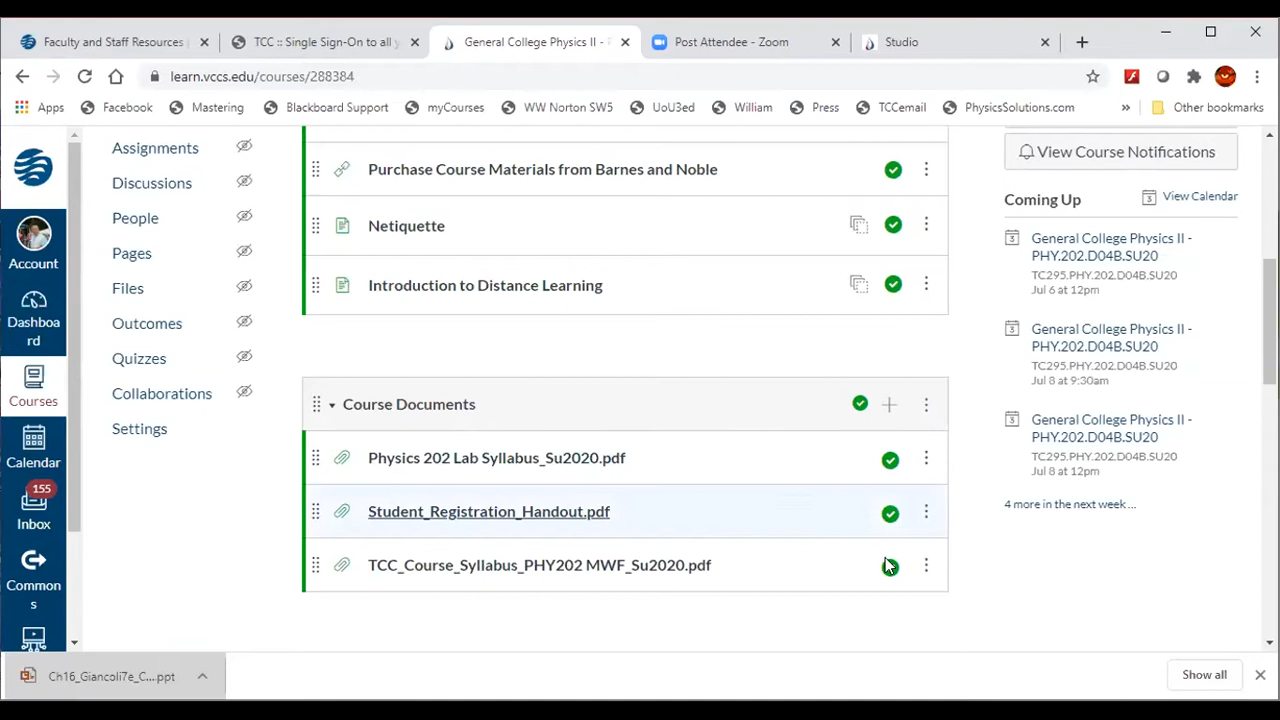 Faculty and Staff Resources
TCC :: Single Sign-On to all y
General College Physics II - F
Post Attendee - Zoom
Studio
learn.vccs.edu/courses/288384
Apps
Facebook
Mastering
Blackboard Support
myCourses
WW Norton SW5
UoU3ed
William
Press
TCCemail
PhysicsSolutions.com
»
Other bookmarks
Account
Dashboa
rd
Courses
Calendar
155
Inbox
Common
s
Assignments
Discussions
People
Pages
Files
Outcomes
Quizzes
Collaborations
Settings
Purchase Course Materials from Barnes and Noble
Netiquette
Introduction to Distance Learning
Course Documents
Physics 202 Lab Syllabus_Su2020.pdf
Student_Registration_Handout.pdf
TCC_Course_Syllabus_PHY202 MWF_Su2020.pdf
View Course Notifications
Coming Up
3 View Calendar
3 General College Physics II -
PHY.202.D04B.SU20
TC295.PHY.202.D04B.SU20
Jul 6 at 12pm
3 General College Physics II -
PHY.202.D04B.SU20
TC295.PHY.202.D04B.SU20
Jul 8 at 9:30am
3 General College Physics II -
PHY.202.D04B.SU20
TC295.PHY.202.D04B.SU20
Jul 8 at 12pm
4 more in the next week ...
Ch16_Giancoli7e_C....ppt
Show all